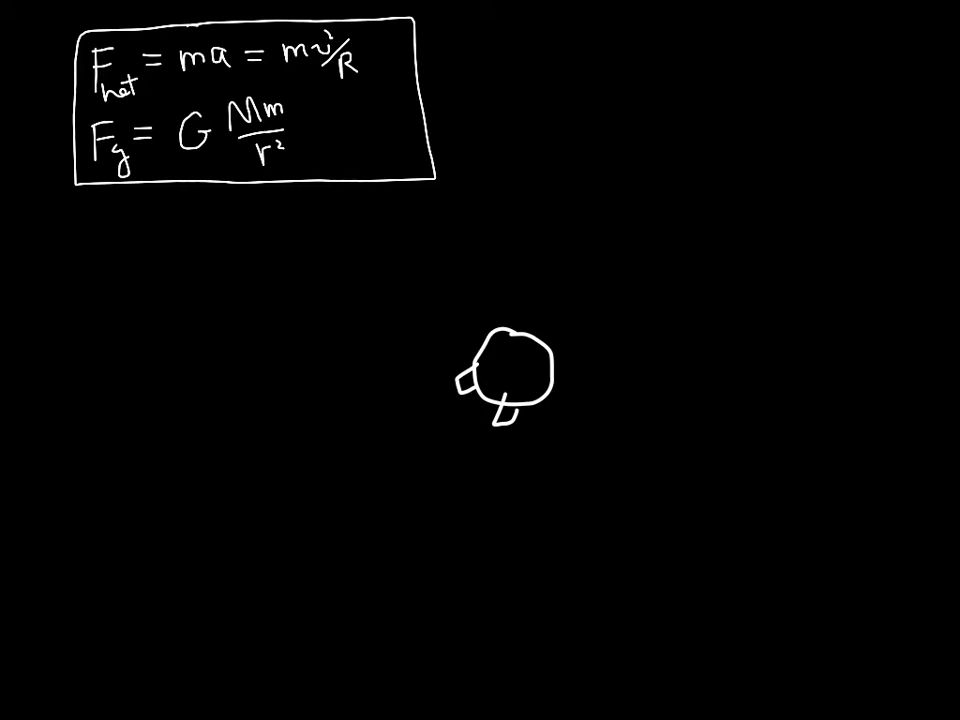 F_net = ma = mv²/R
F_g = G Mm/r²